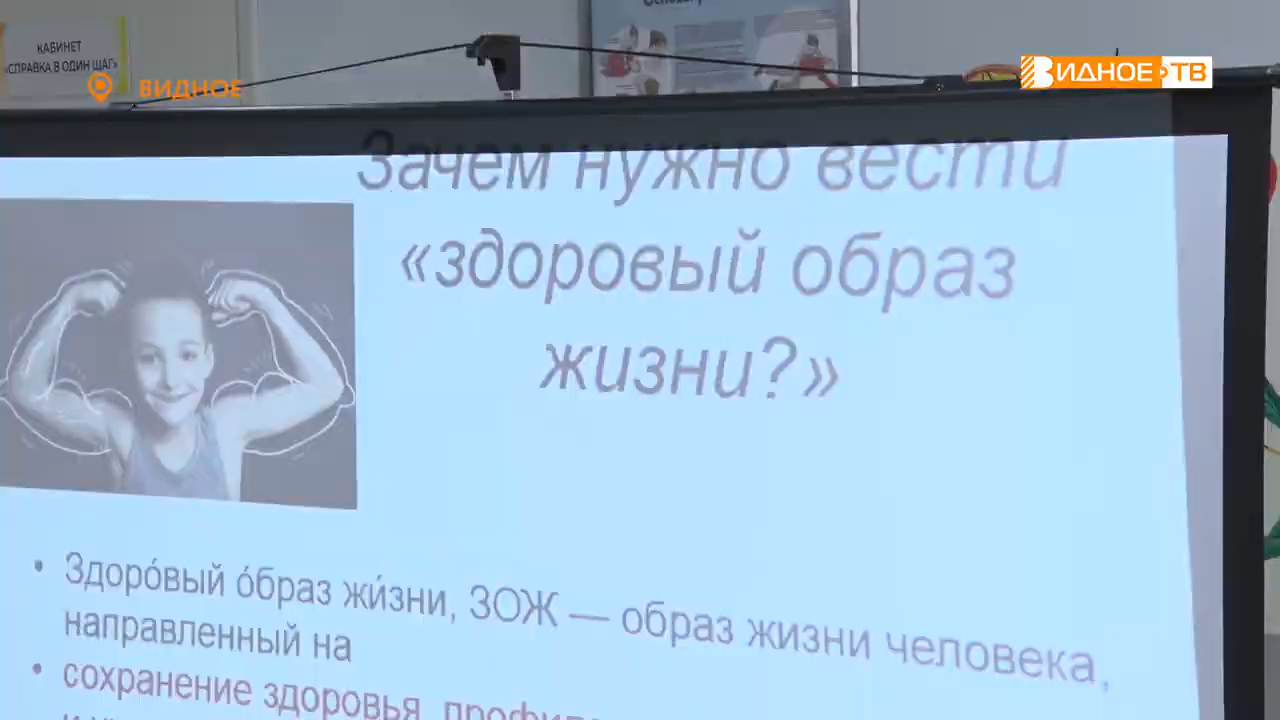 КАБИНЕТ
«СПРАВКА В ОДИН ШАГ»
ВИДНОЕ
ВИДНОЕ ТВ
Зачем нужно вести
«здоровый образ
жизни?»
• Здоро́вый о́браз жи́зни, ЗОЖ — образ жизни человека,
направленный на
• сохранение здоровья,